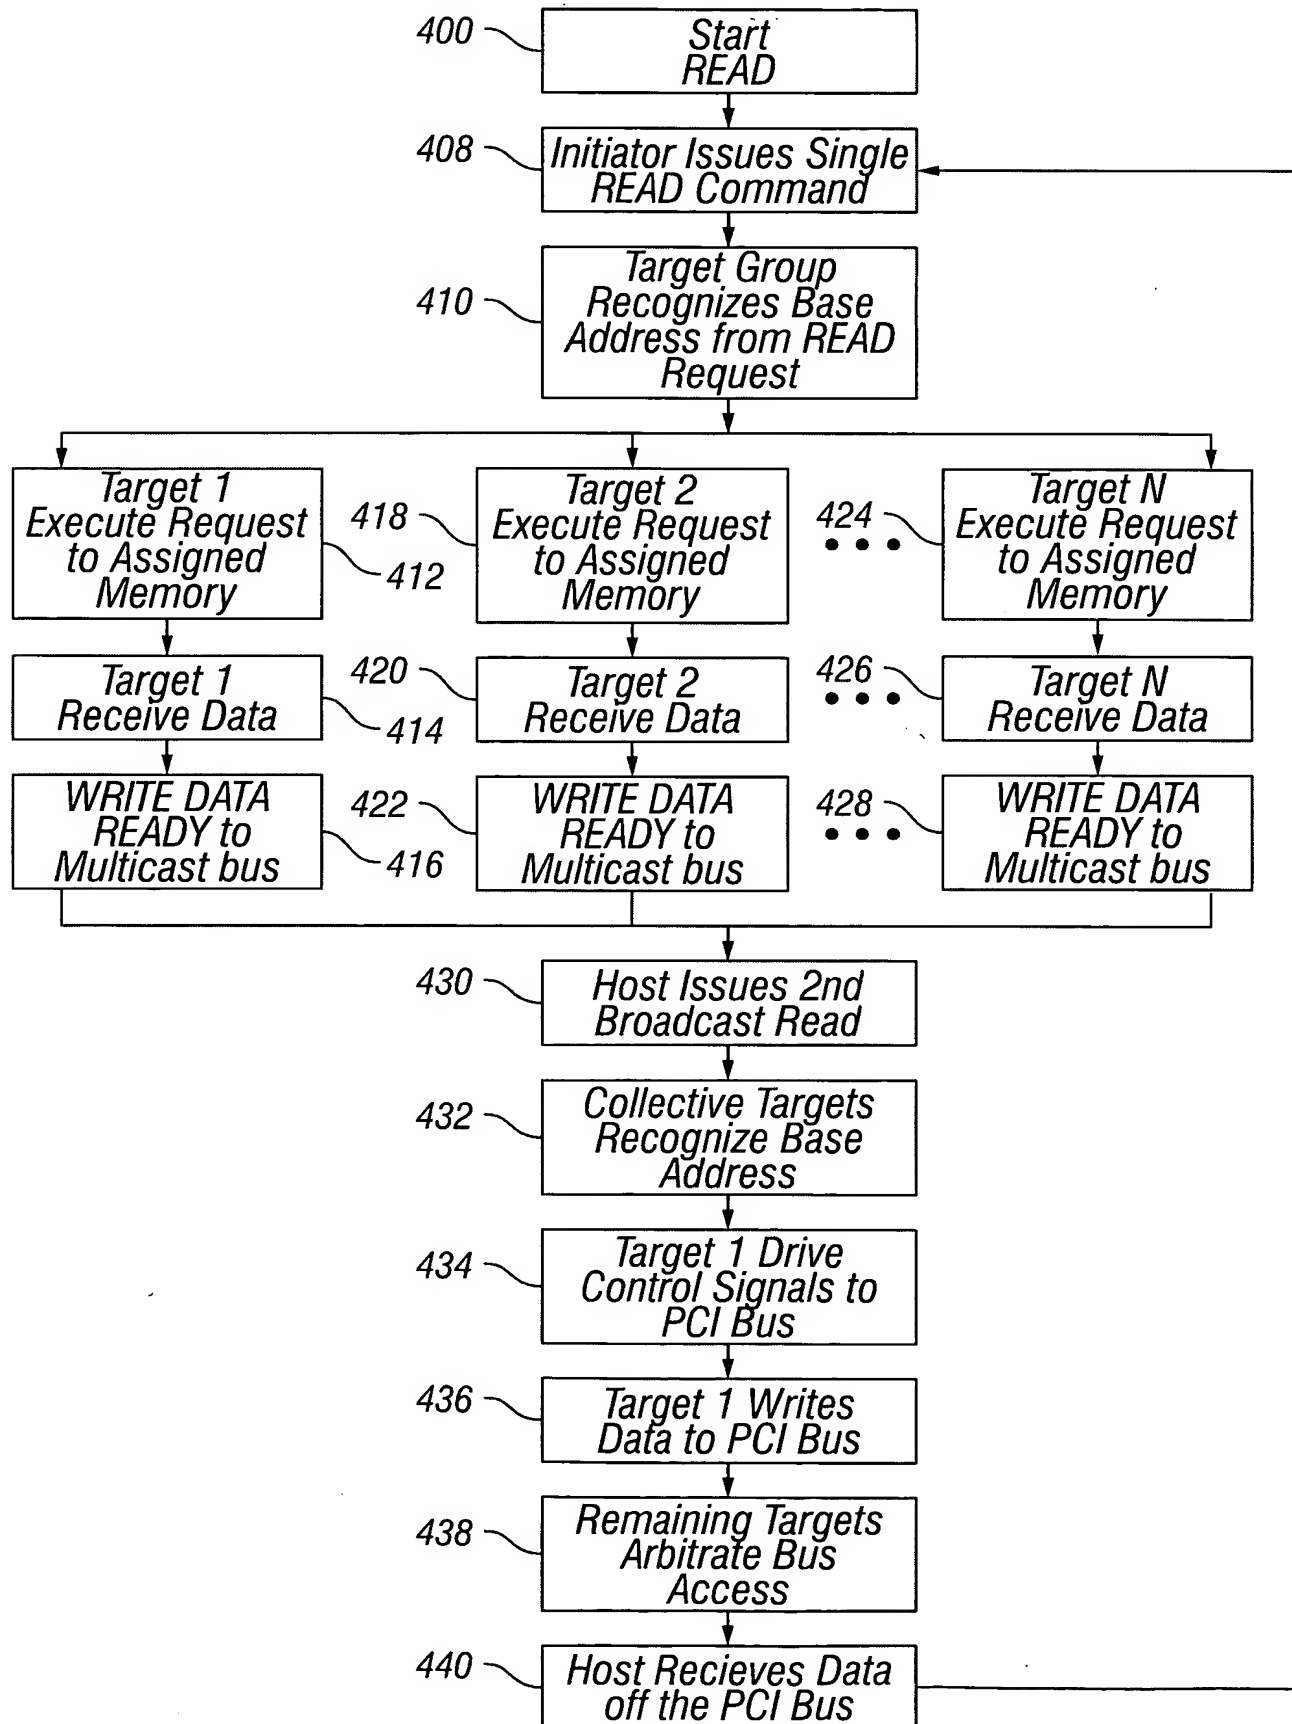 400
Start
READ
408
Initiator Issues Single
READ Command
410
Target Group
Recognizes Base
Address from READ
Request
Target 1
Execute Request
to Assigned
Memory
412
418
Target 2
Execute Request
to Assigned
Memory
424
Target N
Execute Request
to Assigned
Memory
Target 1
Receive Data
414
420
Target 2
Receive Data
426
Target N
Receive Data
WRITE DATA
READY to
Multicast bus
416
422
WRITE DATA
READY to
Multicast bus
428
WRITE DATA
READY to
Multicast bus
430
Host Issues 2nd
Broadcast Read
432
Collective Targets
Recognize Base
Address
434
Target 1 Drive
Control Signals to
PCI Bus
436
Target 1 Writes
Data to PCI Bus
438
Remaining Targets
Arbitrate Bus
Access
440
Host Recieves Data
off the PCI Bus